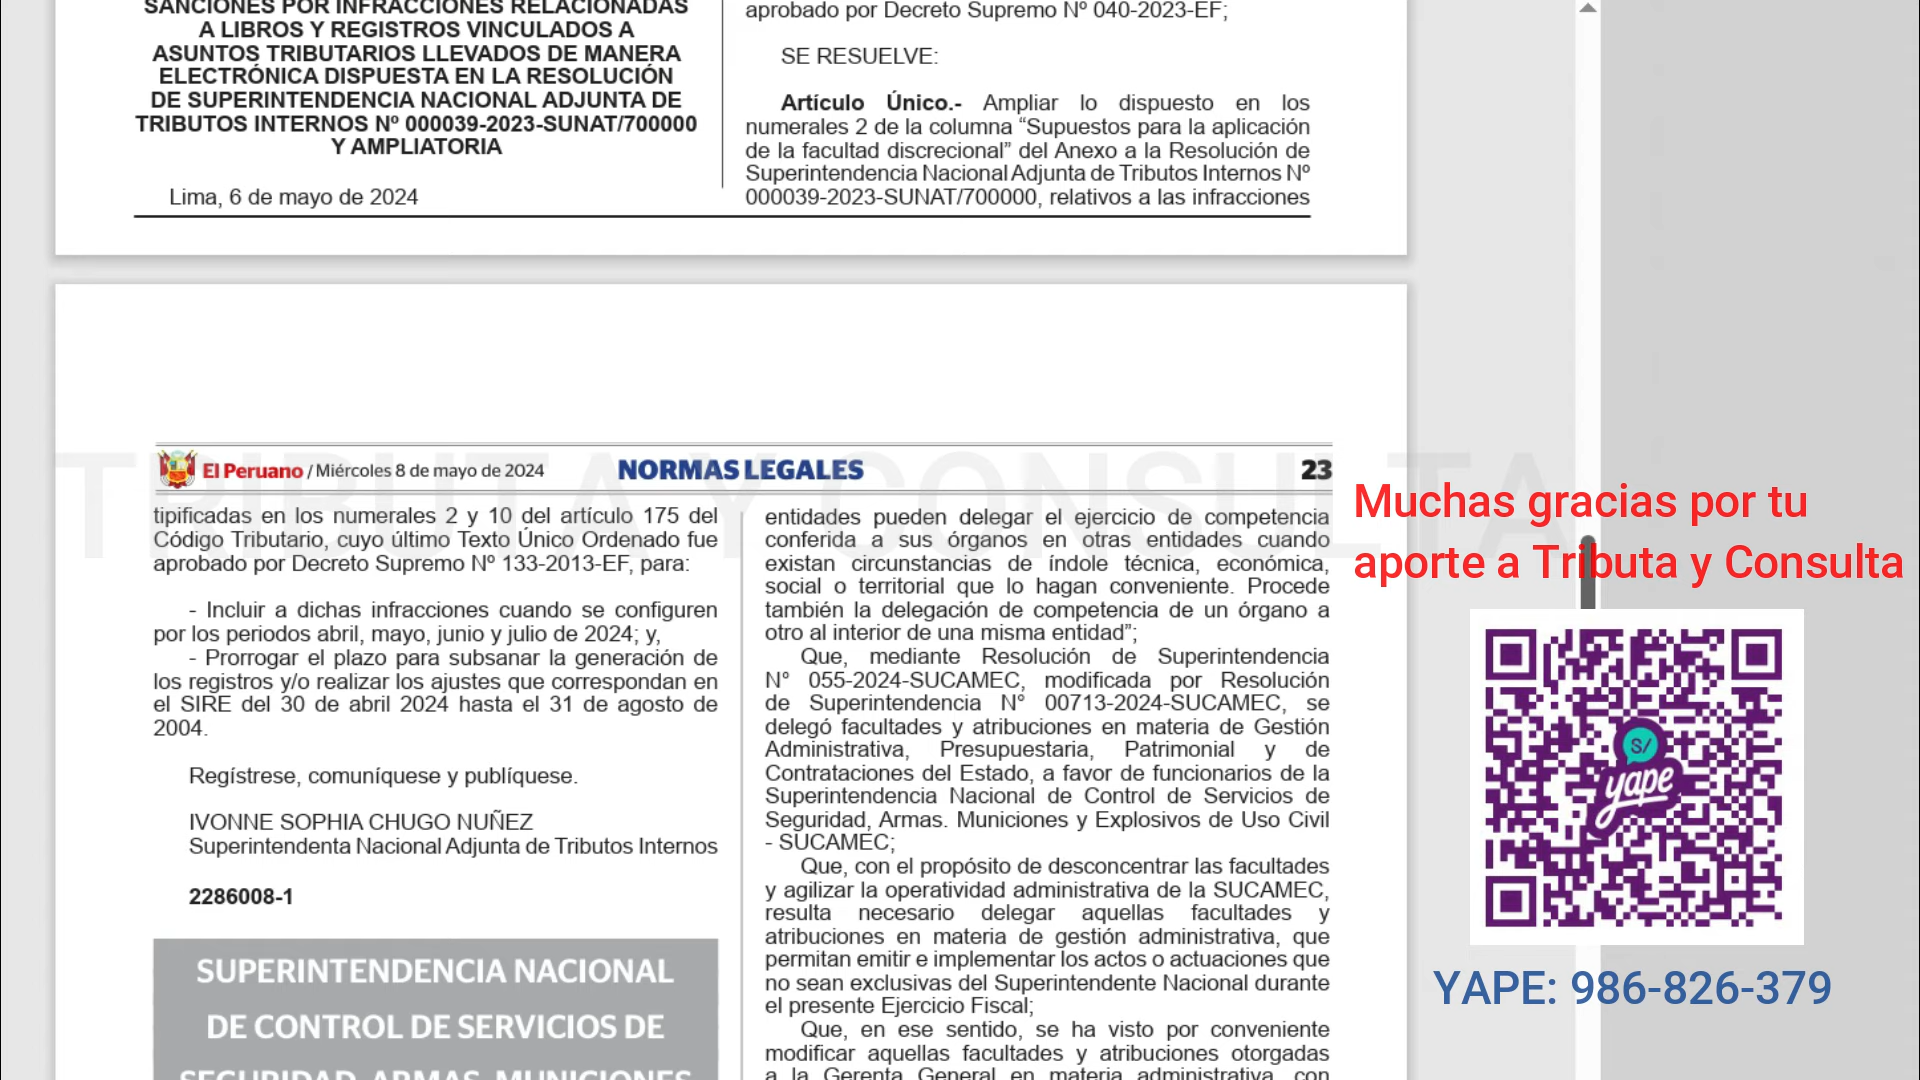 SANCIONES POR INFRACCIONES RELACIONADAS
A LIBROS Y REGISTROS VINCULADOS A
ASUNTOS TRIBUTARIOS LLEVADOS DE MANERA
ELECTRÓNICA DISPUESTA EN LA RESOLUCIÓN
DE SUPERINTENDENCIA NACIONAL ADJUNTA DE
TRIBUTOS INTERNOS Nº 000039-2023-SUNAT/700000
Y AMPLIATORIA
Lima, 6 de mayo de 2024
aprobado por Decreto Supremo Nº 040-2023-EF;
SE RESUELVE:
Artículo Único.- Ampliar lo dispuesto en los
numerales 2 de la columna “Supuestos para la aplicación
de la facultad discrecional” del Anexo a la Resolución de
Superintendencia Nacional Adjunta de Tributos Internos Nº
000039-2023-SUNAT/700000, relativos a las infracciones
TRIBUTA Y CONSULTA
El Peruano / Miércoles 8 de mayo de 2024
NORMAS LEGALES
23
tipificadas en los numerales 2 y 10 del artículo 175 del
Código Tributario, cuyo último Texto Único Ordenado fue
aprobado por Decreto Supremo Nº 133-2013-EF, para:
- Incluir a dichas infracciones cuando se configuren
por los periodos abril, mayo, junio y julio de 2024; y,
- Prorrogar el plazo para subsanar la generación de
los registros y/o realizar los ajustes que correspondan en
el SIRE del 30 de abril 2024 hasta el 31 de agosto de
2004.
Regístrese, comuníquese y publíquese.
IVONNE SOPHIA CHUGO NUÑEZ
Superintendenta Nacional Adjunta de Tributos Internos
2286008-1
SUPERINTENDENCIA NACIONAL
DE CONTROL DE SERVICIOS DE
SEGURIDAD, ARMAS, MUNICIONES
entidades pueden delegar el ejercicio de competencia
conferida a sus órganos en otras entidades cuando
existan circunstancias de índole técnica, económica,
social o territorial que lo hagan conveniente. Procede
también la delegación de competencia de un órgano a
otro al interior de una misma entidad”;
Que, mediante Resolución de Superintendencia
N° 055-2024-SUCAMEC, modificada por Resolución
de Superintendencia N° 00713-2024-SUCAMEC, se
delegó facultades y atribuciones en materia de Gestión
Administrativa, Presupuestaria, Patrimonial y de
Contrataciones del Estado, a favor de funcionarios de la
Superintendencia Nacional de Control de Servicios de
Seguridad, Armas. Municiones y Explosivos de Uso Civil
- SUCAMEC;
Que, con el propósito de desconcentrar las facultades
y agilizar la operatividad administrativa de la SUCAMEC,
resulta necesario delegar aquellas facultades y
atribuciones en materia de gestión administrativa, que
permitan emitir e implementar los actos o actuaciones que
no sean exclusivas del Superintendente Nacional durante
el presente Ejercicio Fiscal;
Que, en ese sentido, se ha visto por conveniente
modificar aquellas facultades y atribuciones otorgadas
a la Gerenta General en materia administrativa, con
Muchas gracias por tu
aporte a Tributa y Consulta
S/
yape
YAPE: 986-826-379